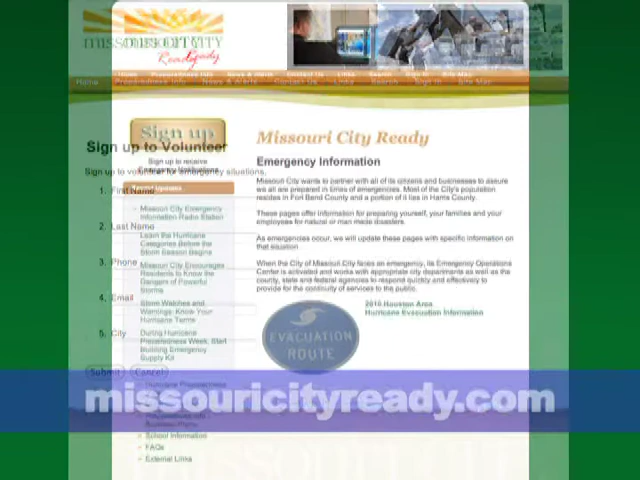 MISSOURI CITY
Ready
Home Preparedness Info News & Alerts Contact Us Links Search Sign In Site Map
Sign up
Sign up to receive
Emergency Notifications
Sign up to Volunteer
Sign up to volunteer for emergency situations.
1. First Name
2. Last Name
3. Phone
4. Email
5. City
Submit Cancel
Recent Updates
Missouri City Emergency
Information Radio Station
Learn the Hurricane
Categories Before the
Storm Season Begins
Missouri City Encourages
Residents to Know the
Dangers of Powerful
Storms
Storm Watches and
Warnings: Know Your
Hurricane Terms
During Hurricane
Preparedness Week, Start
Building Emergency
Supply Kit
Hurricane Preparedness
School Information
FAQs
External Links
Missouri City Ready
Emergency Information
Missouri City wants to partner with all of its citizens and businesses to assure
we all are prepared in times of emergencies. Most of the City's population
resides in Fort Bend County and a portion of it lies in Harris County.
These pages offer information for preparing yourself, your families and your
employees for natural or man made disasters.
As emergencies occur, we will update these pages with specific information on
that situation
When the City of Missouri City faces an emergency, its Emergency Operations
Center is activated and works with appropriate city departments as well as the
county, state and federal agencies to respond quickly and effectively to
provide for the continuity of services to the public.
EVACUATION
ROUTE
2010 Houston Area
Hurricane Evacuation Information
missouricityready.com